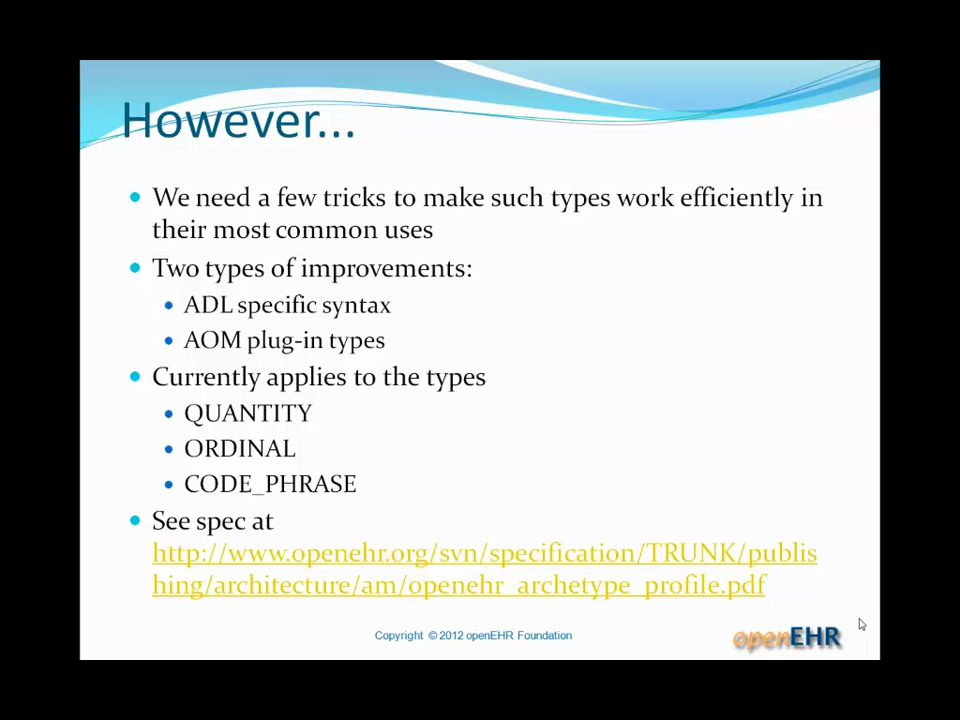 However...
We need a few tricks to make such types work efficiently in
their most common uses
Two types of improvements:
ADL specific syntax
AOM plug-in types
Currently applies to the types
QUANTITY
ORDINAL
CODE_PHRASE
See spec at
http://www.openehr.org/svn/specification/TRUNK/publis
hing/architecture/am/openehr_archetype_profile.pdf
Copyright © 2012 openEHR Foundation
openEHR